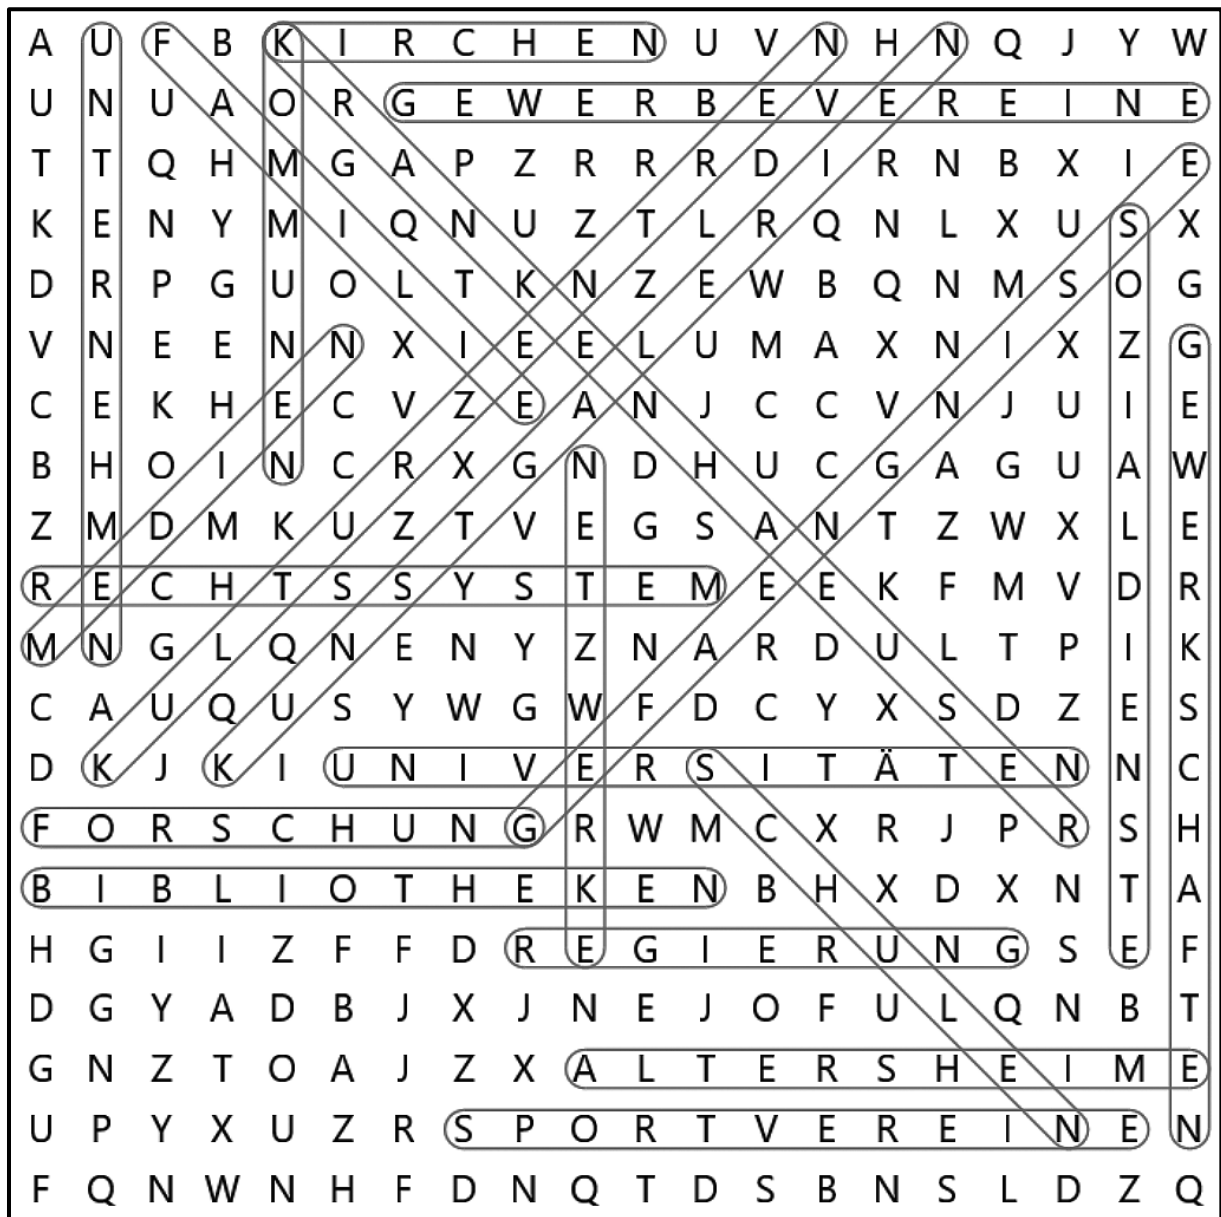 A U F B K I R C H E N U V N H N Q J Y W
U N U A O R G E W E R B E V E R E I N E
T T Q H M G A P Z R R R D I R N B X I E
K E N Y M I Q N U Z T L R Q N L X U S X
D R P G U O L T K N Z E W B Q N M S O G
V N E E N N X I E E L U M A X N I X Z G
C E K H E C V Z E A N J C C V N J U I E
B H O I N C R X G N D H U C G A G U A W
Z M D M K U Z T V E G S A N T Z W X L E
R E C H T S S Y S T E M E E K F M V D R
M N G L Q N E N Y Z N A R D U L T P I K
C A U Q U S Y W G W F D C Y X S D Z E S
D K J K I U N I V E R S I T Ä T E N N C
F O R S C H U N G R W M C X R J P R S H
B I B L I O T H E K E N B H X D X N T A
H G I I Z F F D R E G I E R U N G S E F
D G Y A D B J X J N E J O F U L Q N B T
G N Z T O A J Z X A L T E R S H E I M E
U P Y X U Z R S P O R T V E R E I N E N
F Q N W N H F D N Q T D S B N S L D Z Q